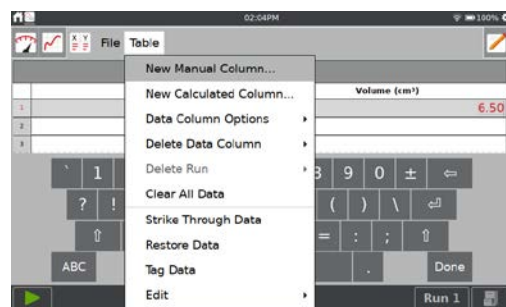 02:04PM 100%
X Y File Table
New Manual Column...
New Calculated Column...
Volume (cm³)
1 6.50
Data Column Options
2
Delete Data Column
3
Delete Run
` 1 3 9 0 ±
Clear All Data
? ! ( ) \
Strike Through Data
= : ;
Restore Data
Tag Data
ABC . Done
Edit
Run 1